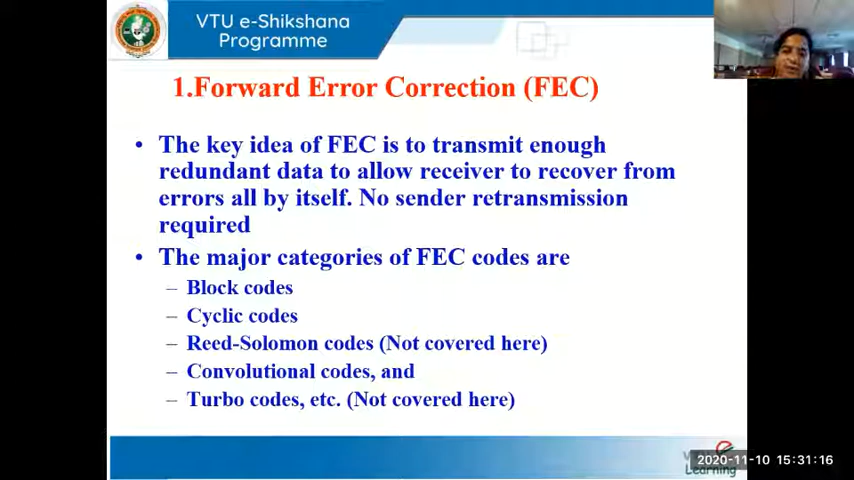 VTU e-Shikshana
Programme
1.Forward Error Correction (FEC)
• The key idea of FEC is to transmit enough
redundant data to allow receiver to recover from
errors all by itself. No sender retransmission
required
• The major categories of FEC codes are
– Block codes
– Cyclic codes
– Reed-Solomon codes (Not covered here)
– Convolutional codes, and
– Turbo codes, etc. (Not covered here)
2020-11-10 15:31:16
Learning